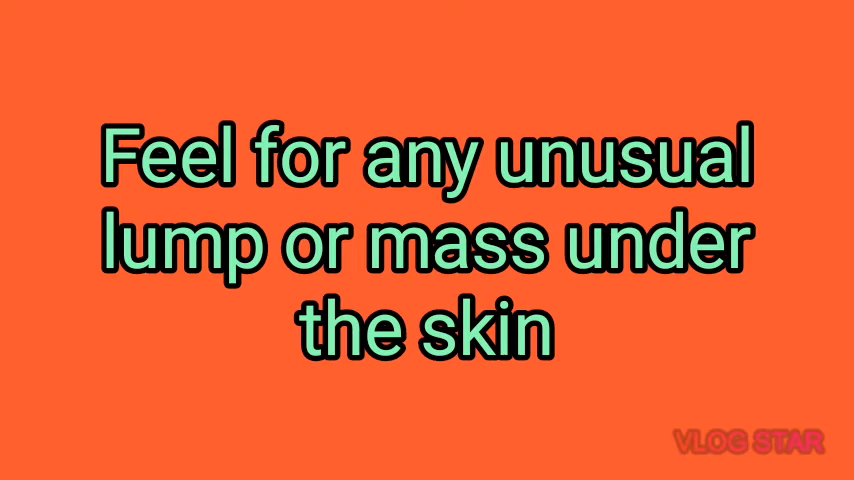 Feel for any unusual
lump or mass under
the skin
VLOG STAR